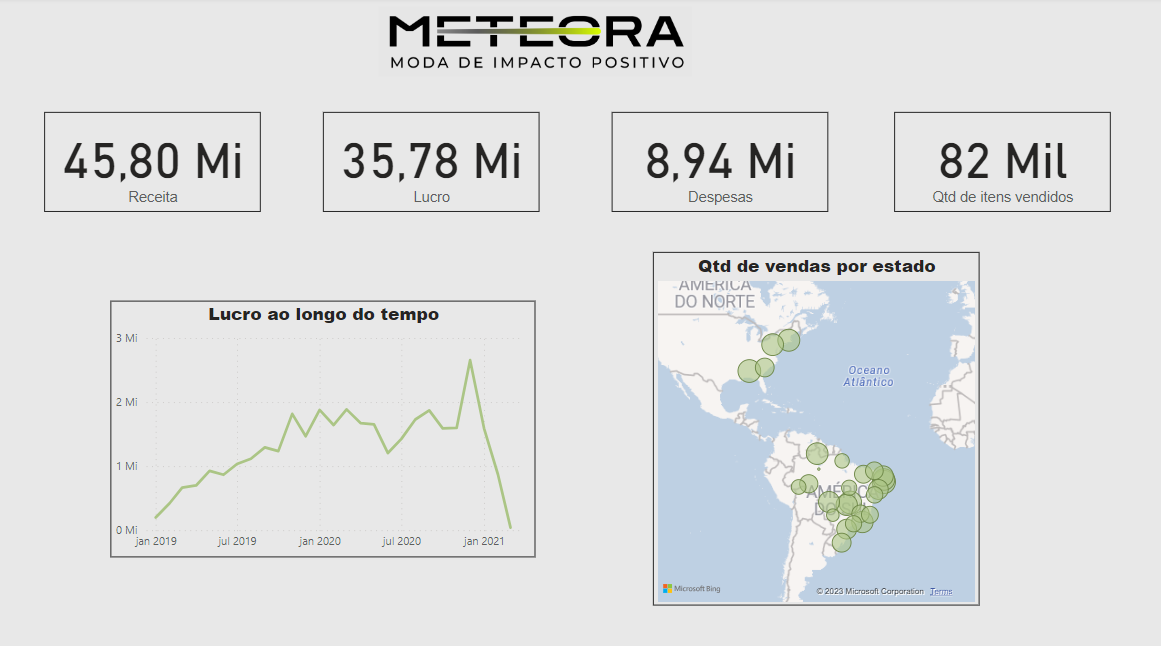 METEORA
MODA DE IMPACTO POSITIVO
45,80 Mi
Receita
35,78 Mi
Lucro
8,94 Mi
Despesas
82 Mil
Qtd de itens vendidos
Lucro ao longo do tempo
3 Mi
2 Mi
1 Mi
0 Mi
jan 2019
jul 2019
jan 2020
jul 2020
jan 2021
Qtd de vendas por estado
AMÉRICA
DO NORTE
Oceano
Atlântico
Microsoft Bing
© 2023 Microsoft Corporation Terms